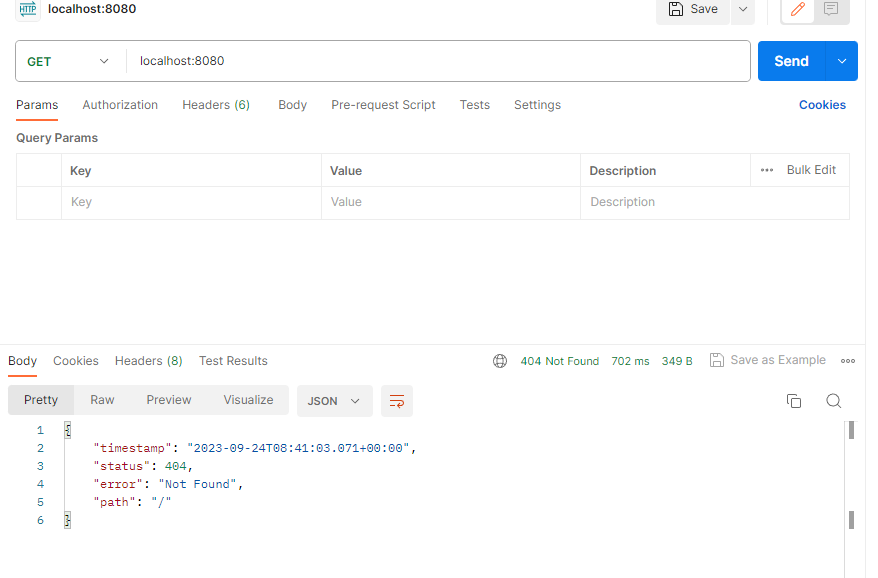 HTTP localhost:8080 Save
GET localhost:8080 Send
Params Authorization Headers (6) Body Pre-request Script Tests Settings Cookies
Query Params
Key Value Description ••• Bulk Edit
Key Value Description
Body Cookies Headers (8) Test Results 404 Not Found 702 ms 349 B Save as Example
Pretty Raw Preview Visualize JSON
1 {
2 "timestamp": "2023-09-24T08:41:03.071+00:00",
3 "status": 404,
4 "error": "Not Found",
5 "path": "/"
6 }